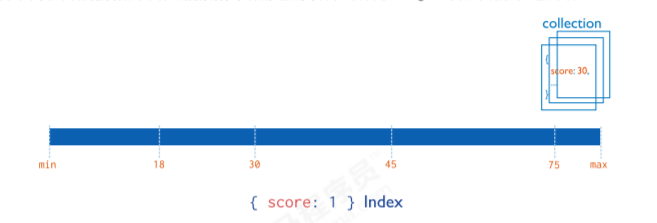 collection
{
score: 30,
...
}
min 18 30 45 75 max
{ score: 1 } Index